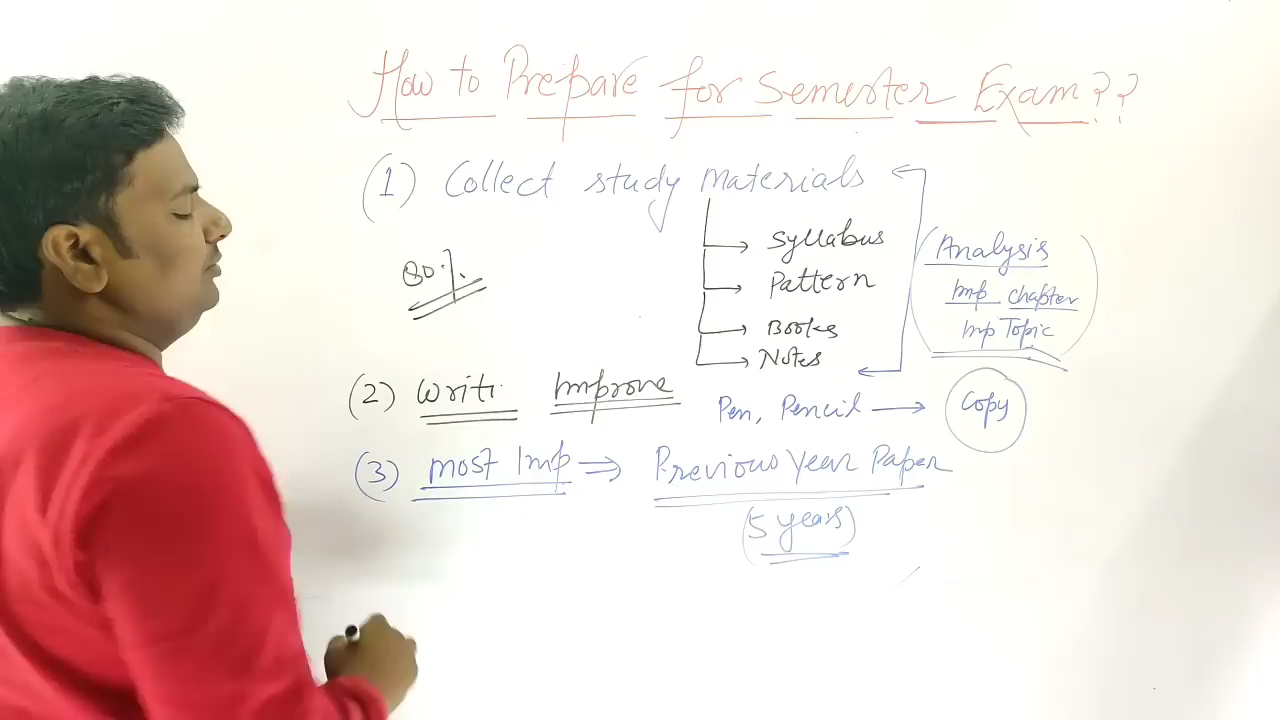 How to Prepare for Semester Exam??
(1) Collect study materials
Syllabus
Pattern
Books
Notes
80%
Analysis
Imp chapter
Imp Topic
(2) Write Improve
Pen, Pencil → Copy
(3) most Imp ⇒ Previous Year Paper
(5 years)